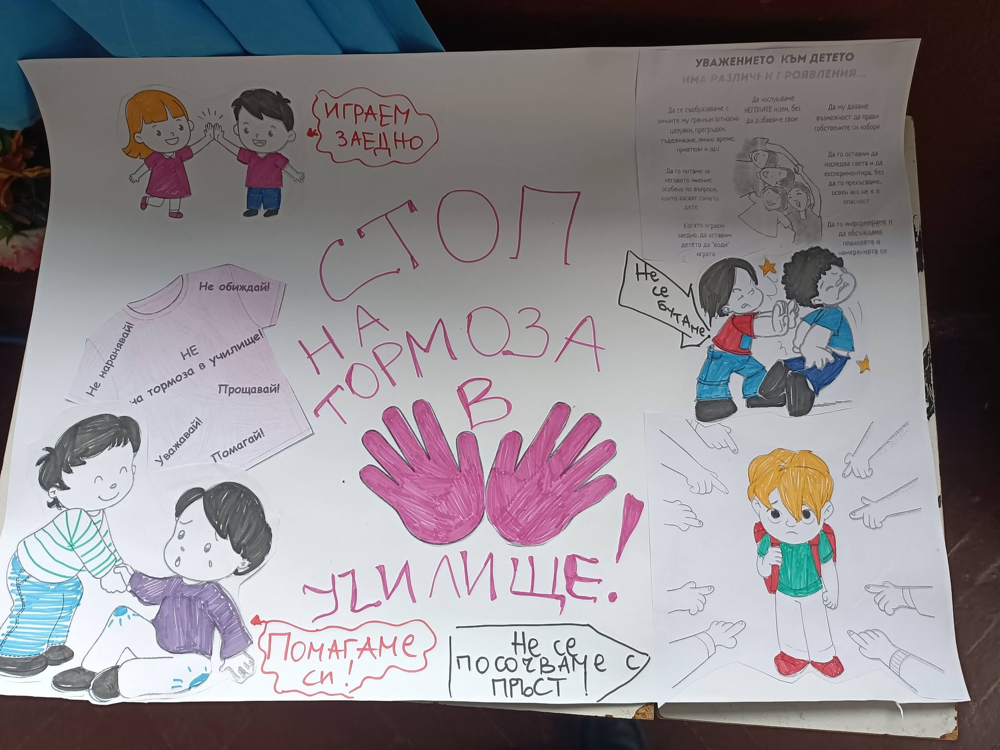 ИГРАЕМ
ЗАЕДНО
УВАЖЕНИЕТО КЪМ ДЕТЕТО
ИМА РАЗЛИЧНИ ПРОЯВЛЕНИЯ...
Да се съобразяваме с
личните му граници (относно
целувки, прегръдки,
гъделичкане, лично време,
приятели и др.)
Да изслушваме
НЕГОВИТЕ идеи, без
да добавяме свои
Да му даваме
възможност да прави
собствените си избори
Да го питаме за
неговото мнение,
особено по въпроси,
които касаят самото
дете
Да го оставим да
изследва света и да
експериментира, без
да го прекъсваме,
освен ако не е в
опасност
Когато играем
заедно, да оставим
детето да "води"
играта
Да го информираме и
да обсъждаме
плановете и
намеренията си
СТОП
НА
ТОРМОЗА
В
УЧИЛИЩЕ!
Не обиждай!
Не наранявай!
НЕ
на тормоза в училище!
Прощавай!
Уважавай!
Помагай!
Не
се
бутаме
ПОМАГАМЕ
СИ!
Не се
посочваме с
пръст!